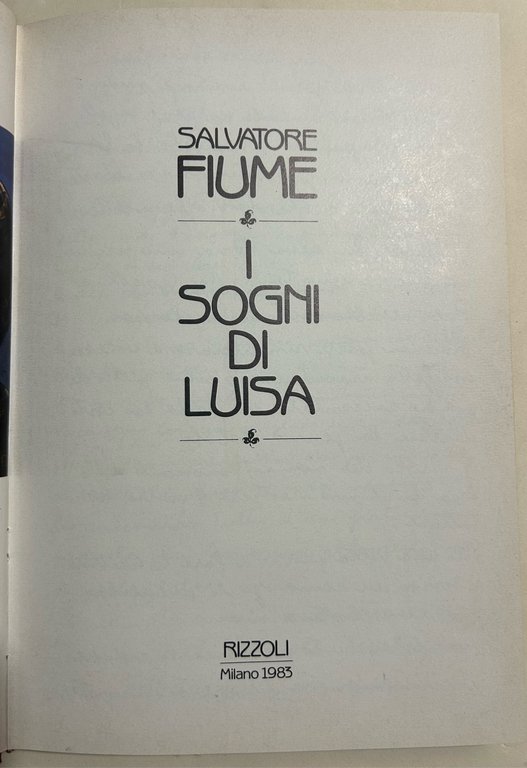 SALVATORE
FIUME
I
SOGNI
DI
LUISA
RIZZOLI
Milano 1983